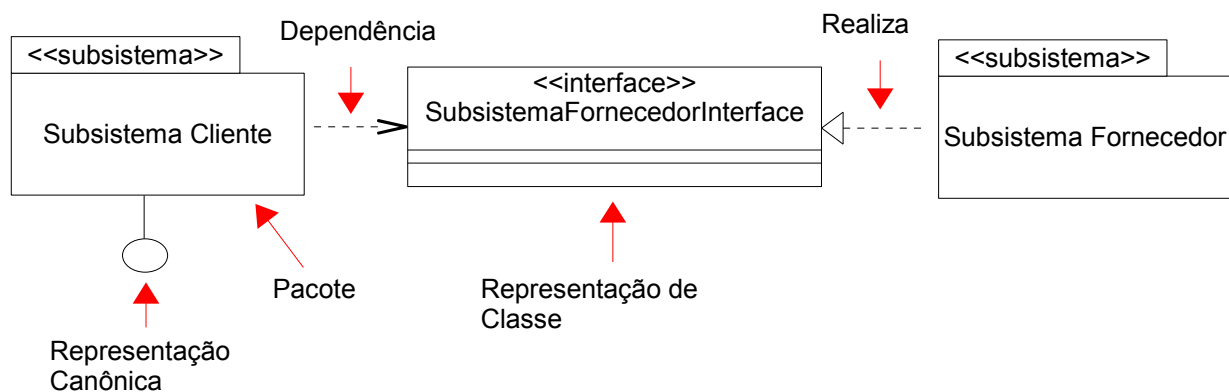 Dependência
Realiza
<<subsistema>>
Subsistema Cliente
<<interface>>
SubsistemaFornecedorInterface
<<subsistema>>
Subsistema Fornecedor
Pacote
Representação de
Classe
Representação
Canônica